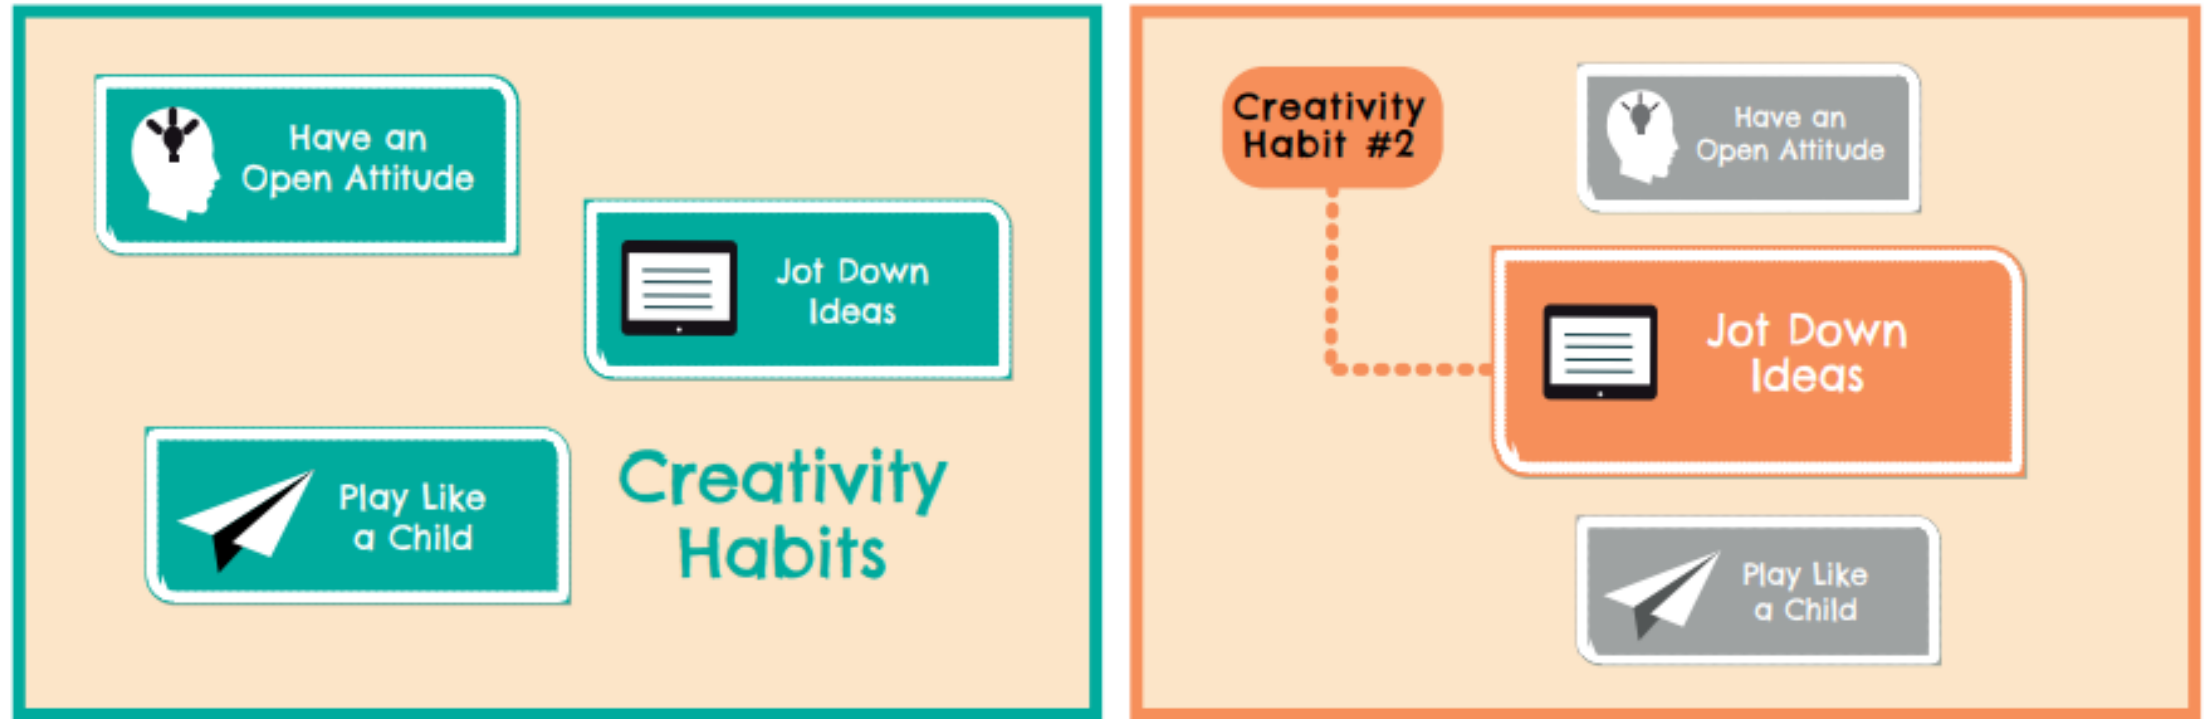 Have an
Open Attitude
Jot Down
Ideas
Play Like
a Child
Creativity
Habits
Creativity
Habit #2
Have an
Open Attitude
Jot Down
Ideas
Play Like
a Child